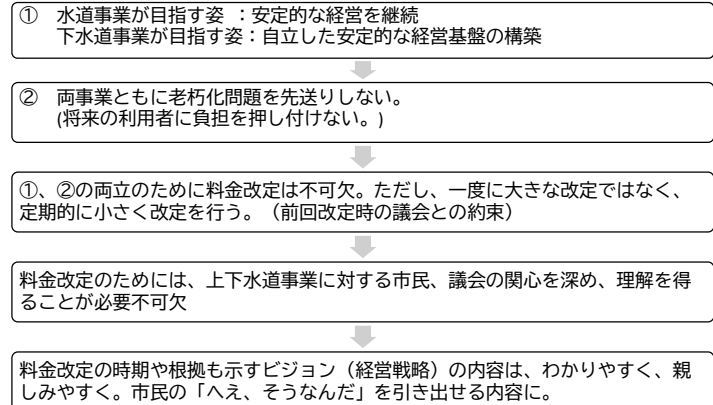 ① 水道事業が目指す姿 ：安定的な経営を継続
下水道事業が目指す姿：自立した安定的な経営基盤の構築
② 両事業ともに老朽化問題を先送りしない。
(将来の利用者に負担を押し付けない。)
①、②の両立のために料金改定は不可欠。ただし、一度に大きな改定ではなく、
定期的に小さく改定を行う。（前回改定時の議会との約束）
料金改定のためには、上下水道事業に対する市民、議会の関心を深め、理解を得
ることが必要不可欠
料金改定の時期や根拠も示すビジョン（経営戦略）の内容は、わかりやすく、親
しみやすく。市民の「へえ、そうなんだ」を引き出せる内容に。